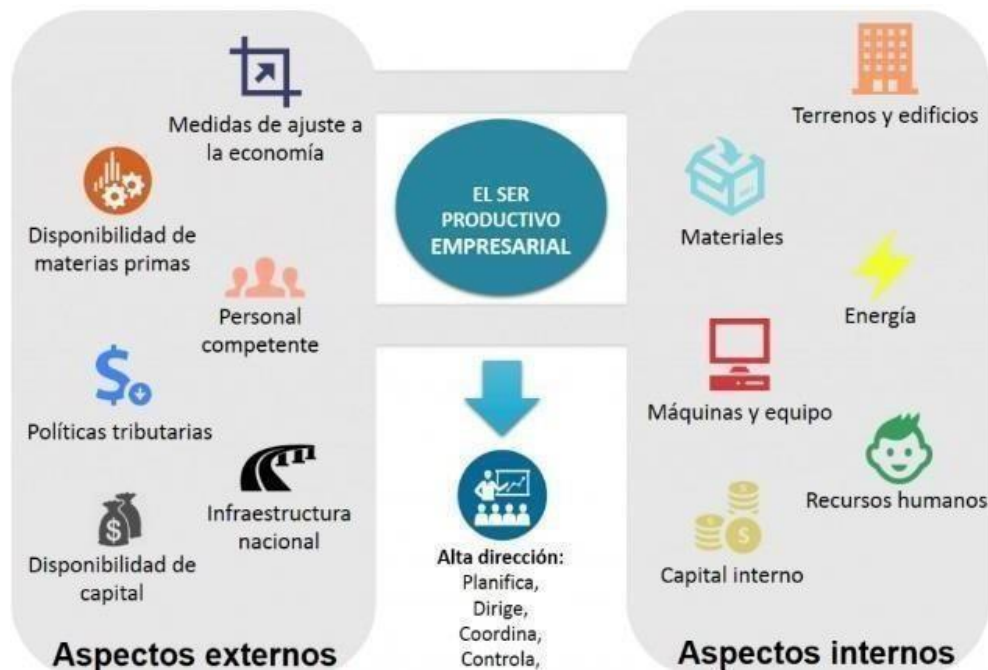 Medidas de ajuste a
la economía
Disponibilidad de
materias primas
Personal
competente
Políticas tributarias
Infraestructura
nacional
Disponibilidad de
capital
Aspectos externos
EL SER
PRODUCTIVO
EMPRESARIAL
Alta dirección:
Planifica,
Dirige,
Coordina,
Controla,
Terrenos y edificios
Materiales
Energía
Máquinas y equipo
Recursos humanos
Capital interno
Aspectos internos